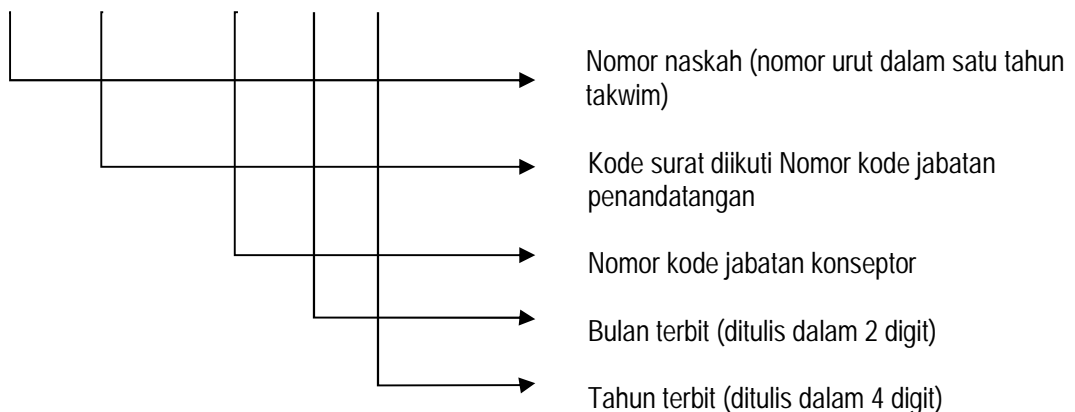 Nomor naskah (nomor urut dalam satu tahun
takwim)
Kode surat diikuti Nomor kode jabatan
penandatangan
Nomor kode jabatan konseptor
Bulan terbit (ditulis dalam 2 digit)
Tahun terbit (ditulis dalam 4 digit)